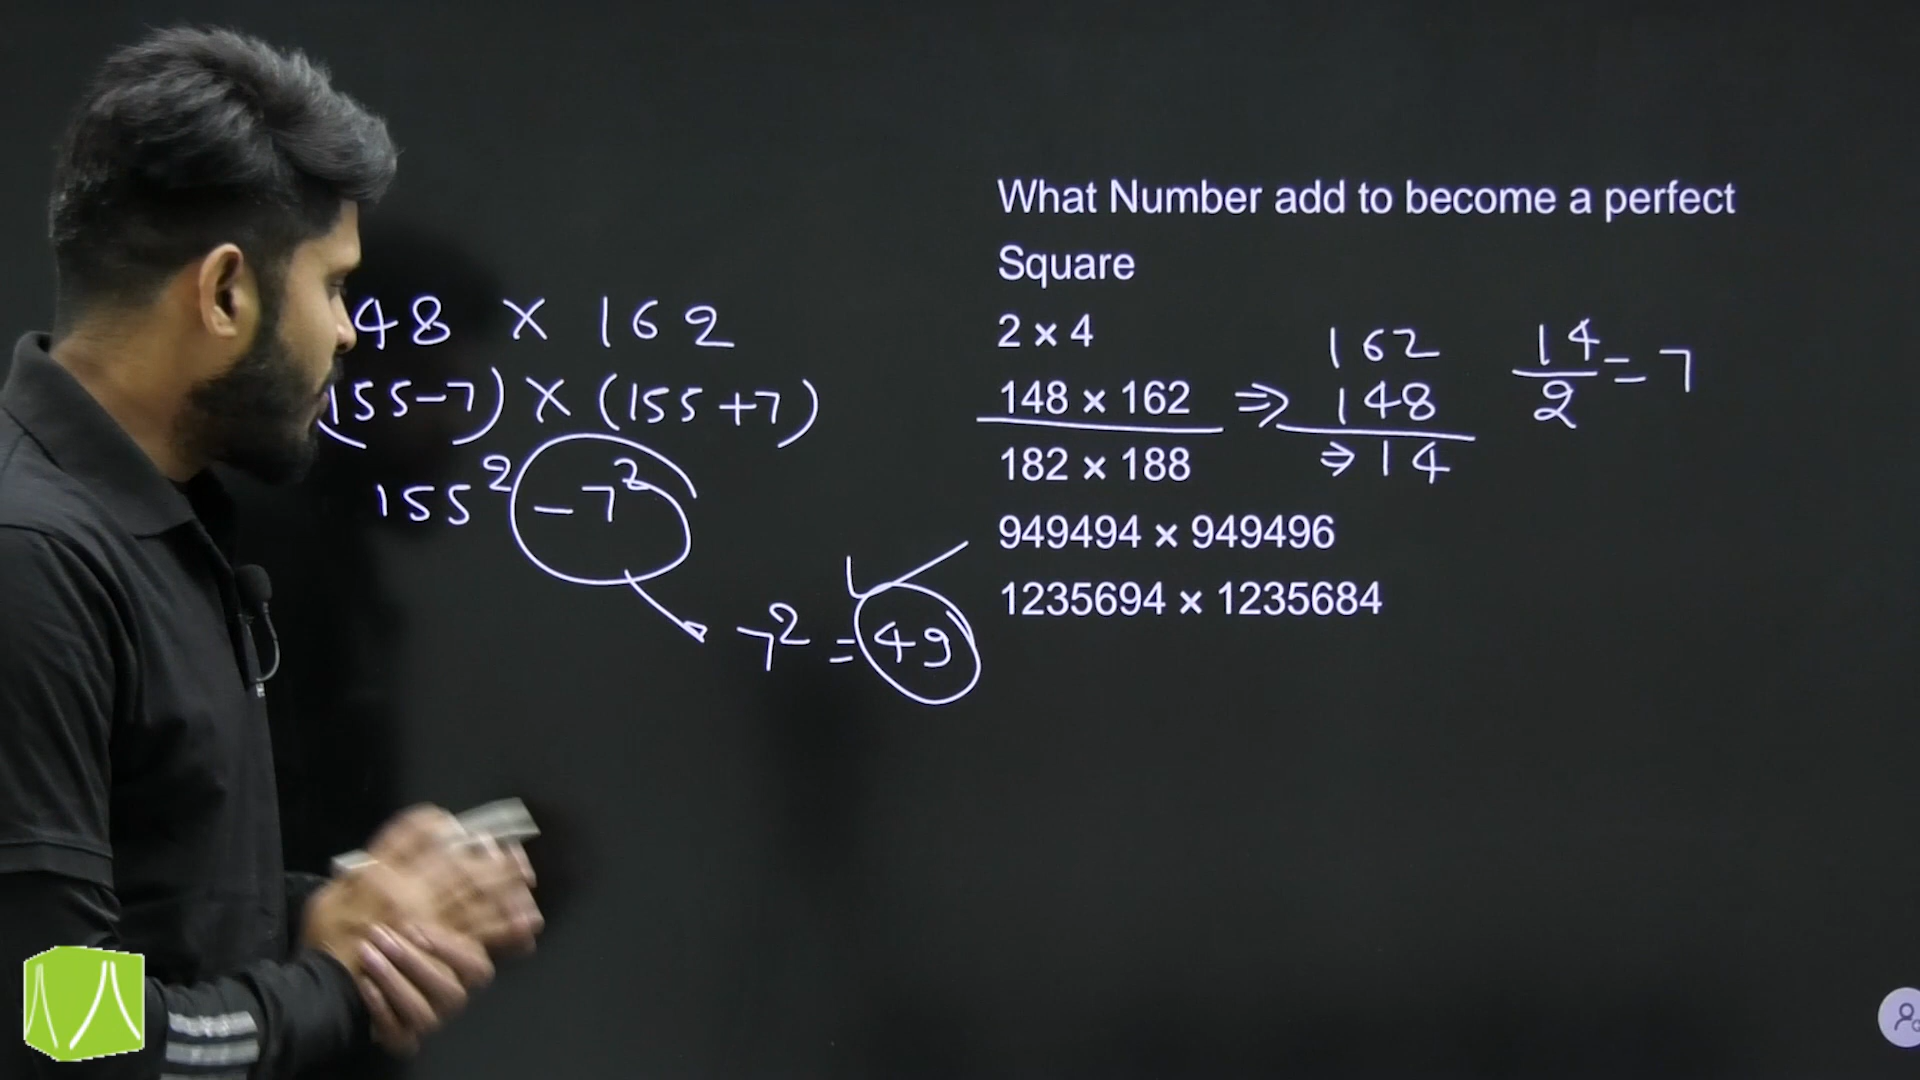 48 × 162
(155-7) × (155+7)
155² -7²
7² = 49
What Number add to become a perfect
Square
2 × 4
148 × 162 ⇒
182 × 188
949494 × 949496
1235694 × 1235684
162
148
⇒ 14
14/2 = 7